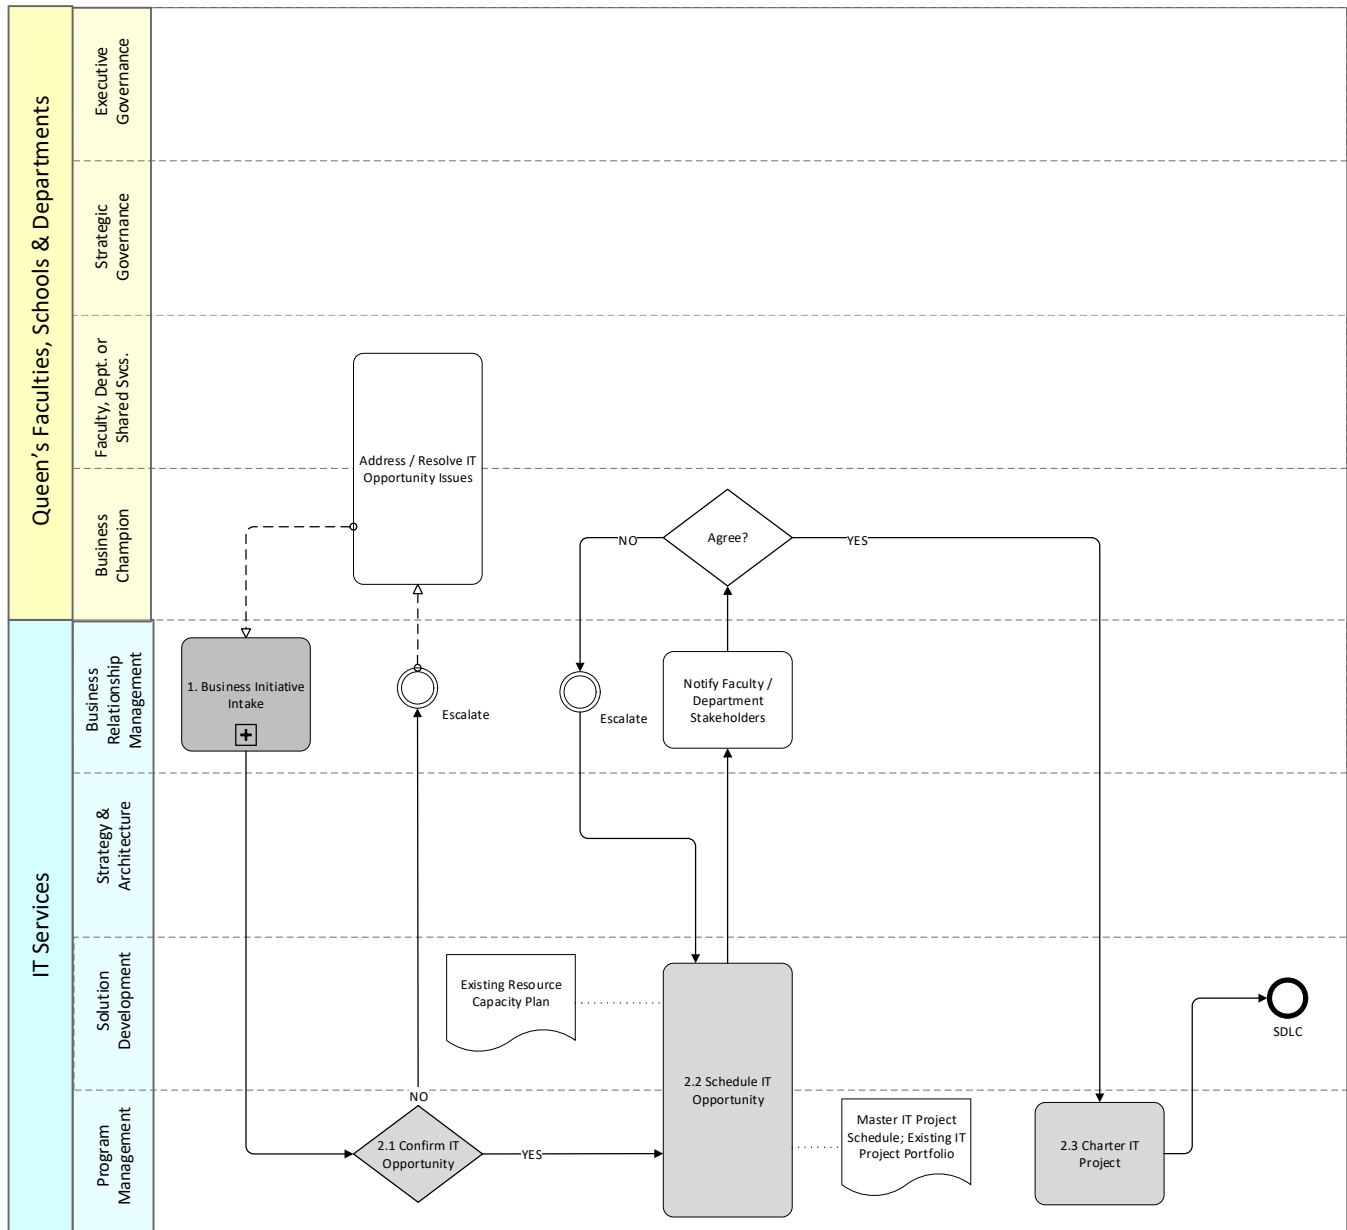 Queen's Faculties, Schools & Departments
Executive
Governance
Strategic
Governance
Faculty, Dept. or
Shared Svcs.
Business
Champion
Address / Resolve IT
Opportunity Issues
Agree?
NO
YES
IT Services
Business
Relationship
Management
1. Business Initiative
Intake
Escalate
Escalate
Notify Faculty /
Department
Stakeholders
Strategy &
Architecture
Solution
Development
Existing Resource
Capacity Plan
2.2 Schedule IT
Opportunity
SDLC
Program
Management
NO
2.1 Confirm IT
Opportunity
YES
Master IT Project
Schedule; Existing IT
Project Portfolio
2.3 Charter IT
Project